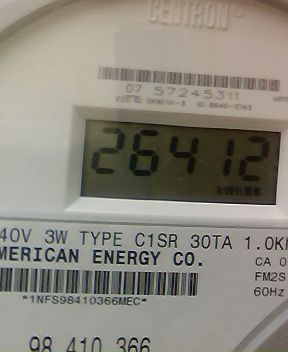 CENTRON
07 57245311
26412
kWh
40V 3W TYPE C1SR 30TA 1.0K
MERICAN ENERGY CO.
CA 0
FM2S
60Hz
*1NFS98410366MEC*
98 410 366